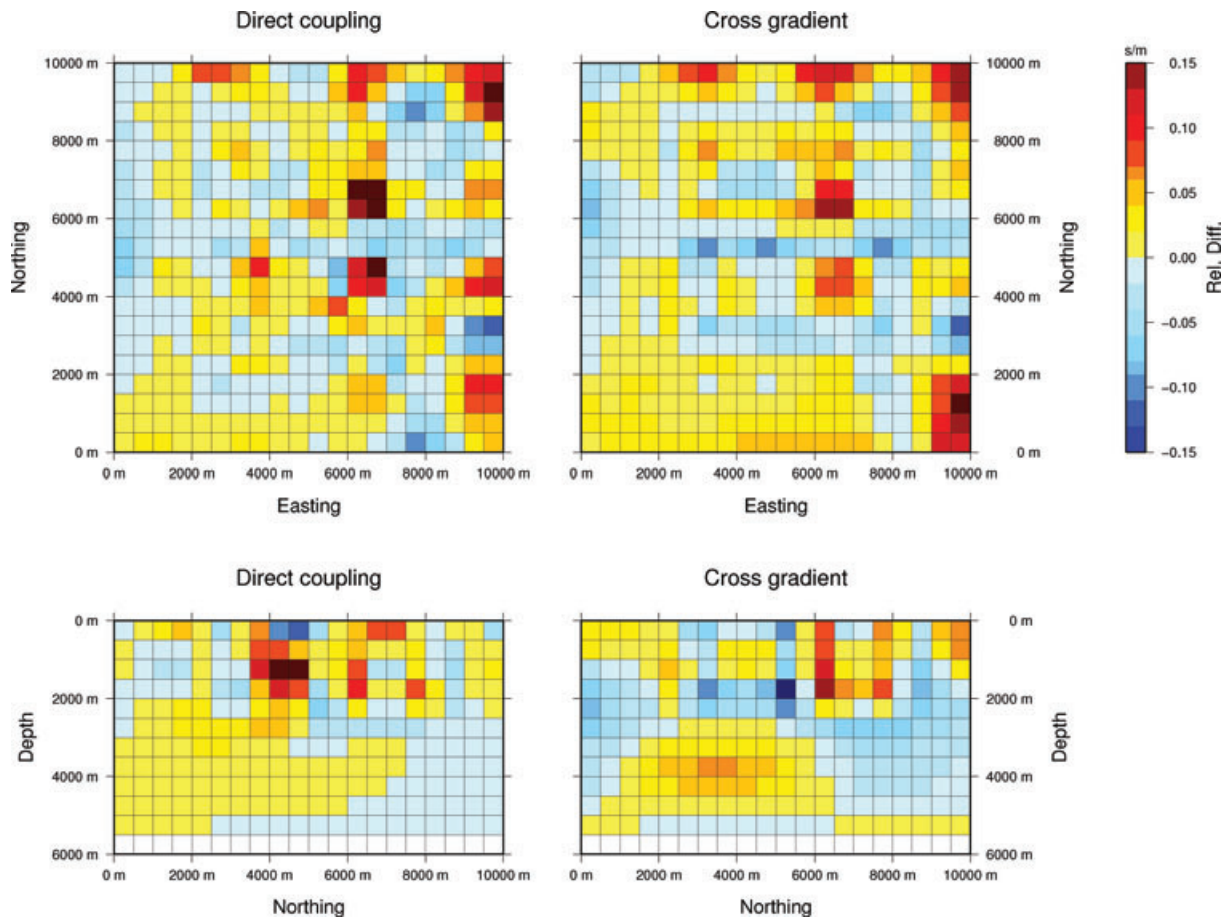 Direct coupling
Cross gradient
10000 m
8000 m
6000 m
4000 m
2000 m
0 m
Northing
0 m 2000 m 4000 m 6000 m 8000 m 10000 m
Easting
0 m 2000 m 4000 m 6000 m 8000 m 10000 m
Easting
10000 m
8000 m
6000 m
4000 m
2000 m
0 m
Northing
s/m
0.15
0.10
0.05
0.00
−0.05
−0.10
−0.15
Rel. Diff.
Direct coupling
Cross gradient
0 m
2000 m
4000 m
6000 m
Depth
0 m 2000 m 4000 m 6000 m 8000 m 10000 m
Northing
0 m 2000 m 4000 m 6000 m 8000 m 10000 m
Northing
0 m
2000 m
4000 m
6000 m
Depth